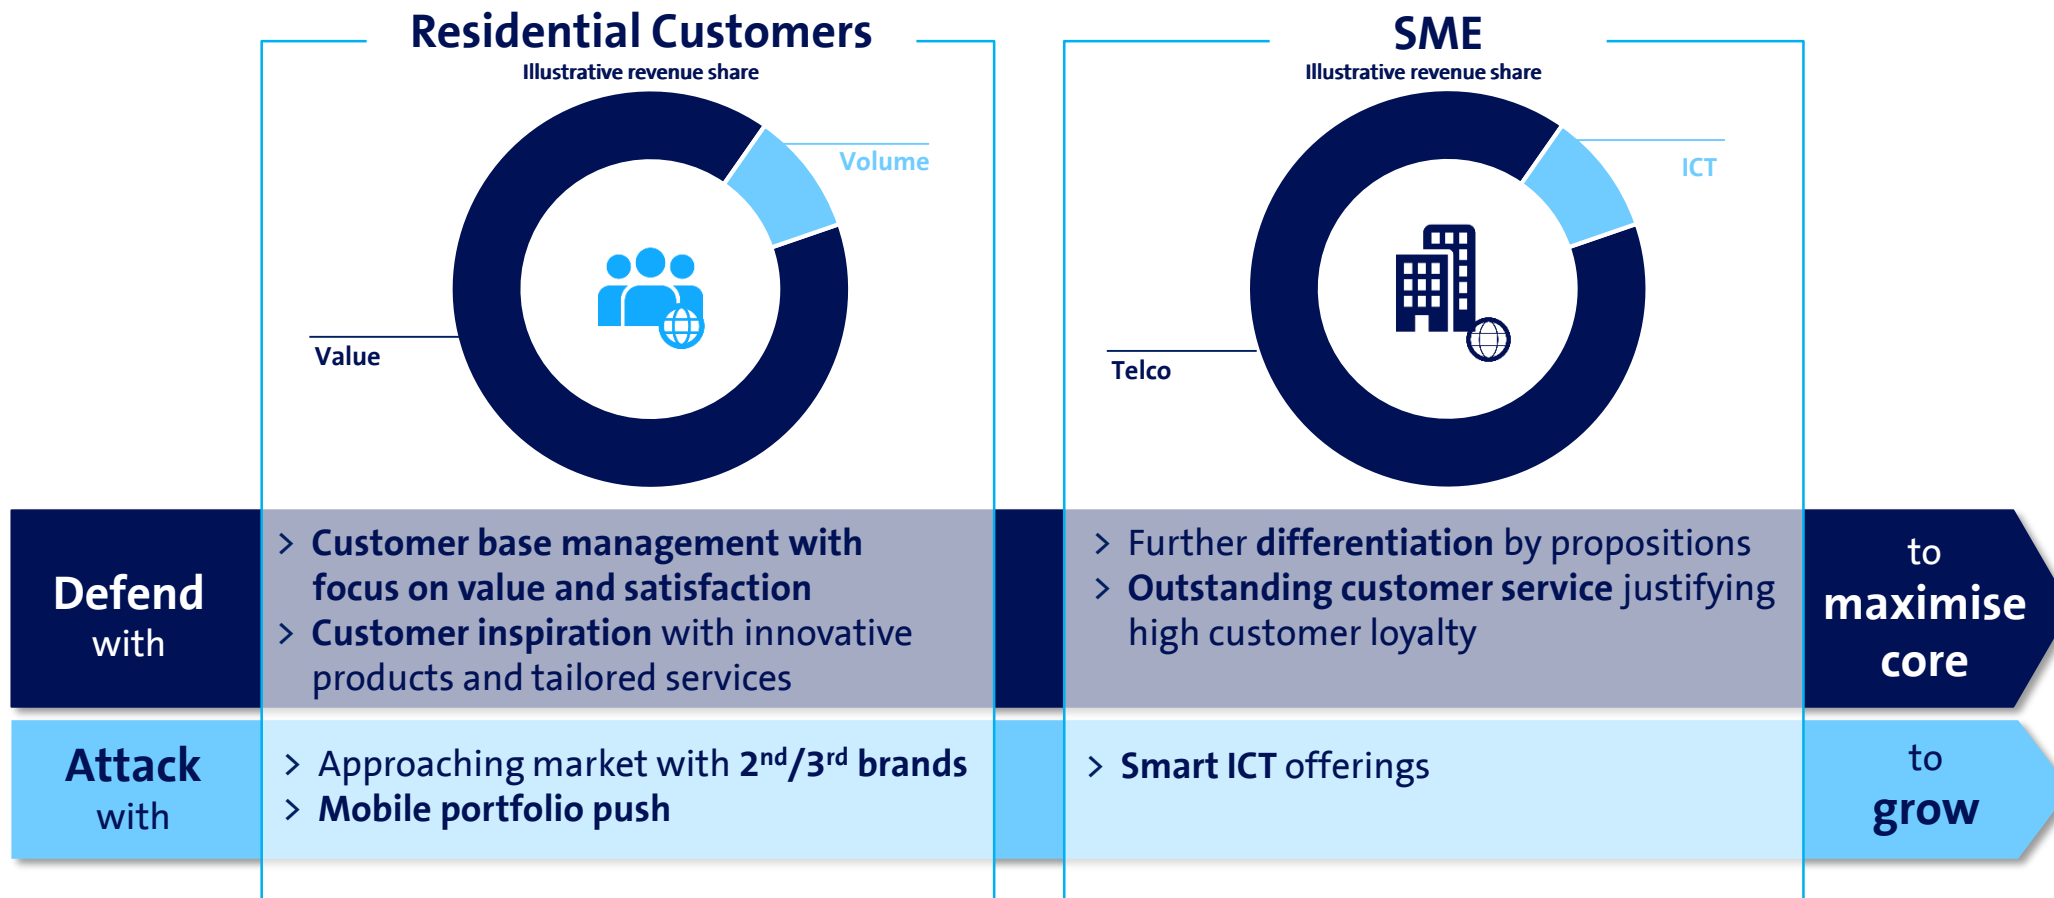 Residential Customers
Illustrative revenue share
Volume
Value
SME
Illustrative revenue share
ICT
Telco
Defend
with
> Customer base management with
focus on value and satisfaction
> Customer inspiration with innovative
products and tailored services
> Further differentiation by propositions
> Outstanding customer service justifying
high customer loyalty
to
maximise
core
Attack
with
> Approaching market with 2nd/3rd brands
> Mobile portfolio push
> Smart ICT offerings
to
grow